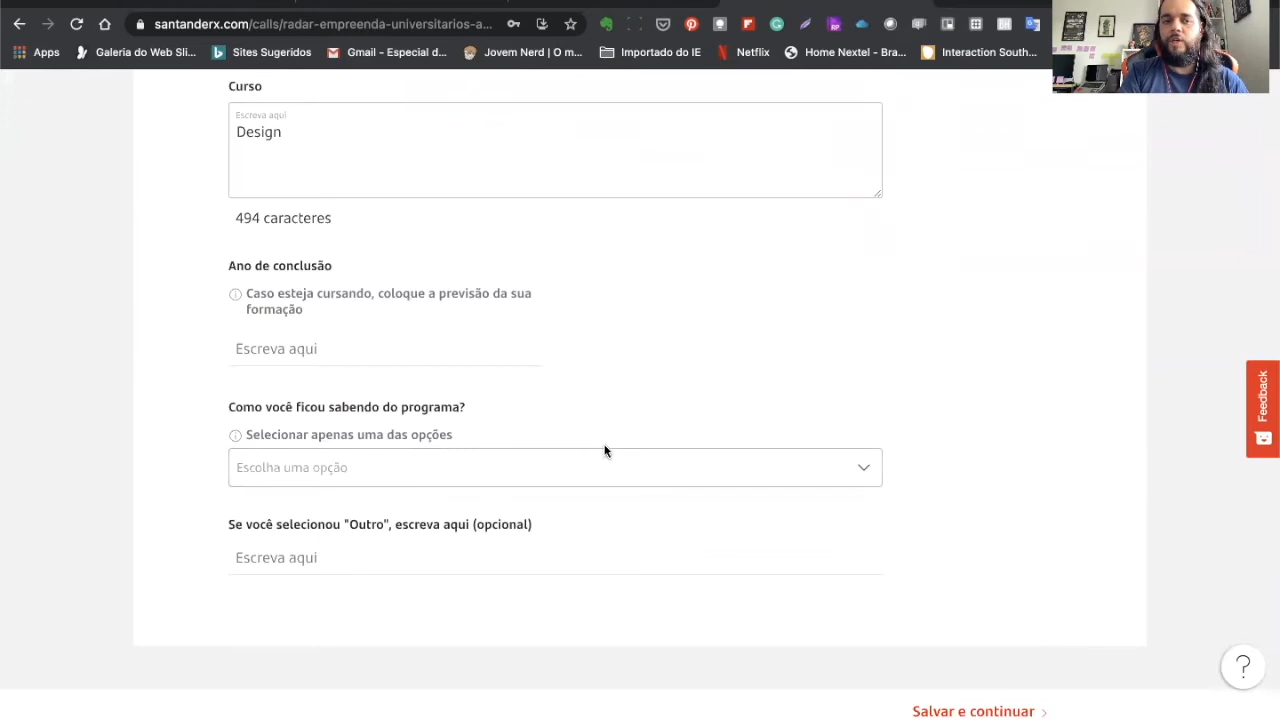 santanderx.com/calls/radar-empreenda-universitarios-a...
Apps Galeria do Web Sli... Sites Sugeridos Gmail - Especial d... Jovem Nerd | O m... Importado do IE Netflix Home Nextel - Bra... Interaction South...
Curso
Escreva aqui
Design
494 caracteres
Ano de conclusão
Caso esteja cursando, coloque a previsão da sua
formação
Escreva aqui
Como você ficou sabendo do programa?
Selecionar apenas uma das opções
Escolha uma opção
Se você selecionou "Outro", escreva aqui (opcional)
Escreva aqui
Feedback
?
Salvar e continuar